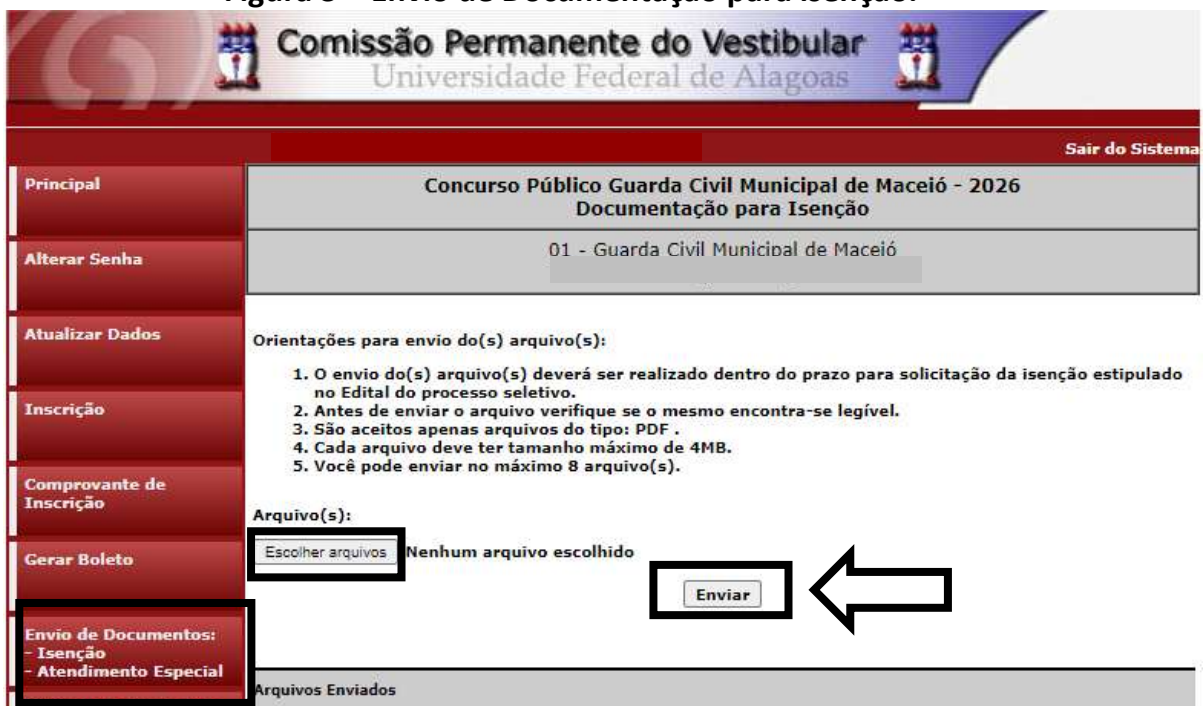 Figura 3 – Envio de Documentação para Isenção.
Comissão Permanente do Vestibular
Universidade Federal de Alagoas
Sair do Sistema
Principal
Alterar Senha
Atualizar Dados
Inscrição
Comprovante de
Inscrição
Gerar Boleto
Envio de Documentos:
- Isenção
- Atendimento Especial
Concurso Público Guarda Civil Municipal de Maceió - 2026
Documentação para Isenção
01 - Guarda Civil Municipal de Maceió
Orientações para envio do(s) arquivo(s):
1. O envio do(s) arquivo(s) deverá ser realizado dentro do prazo para solicitação da isenção estipulado
no Edital do processo seletivo.
2. Antes de enviar o arquivo verifique se o mesmo encontra-se legível.
3. São aceitos apenas arquivos do tipo: PDF .
4. Cada arquivo deve ter tamanho máximo de 4MB.
5. Você pode enviar no máximo 8 arquivo(s).
Arquivo(s):
Escolher arquivos Nenhum arquivo escolhido
Enviar
Arquivos Enviados